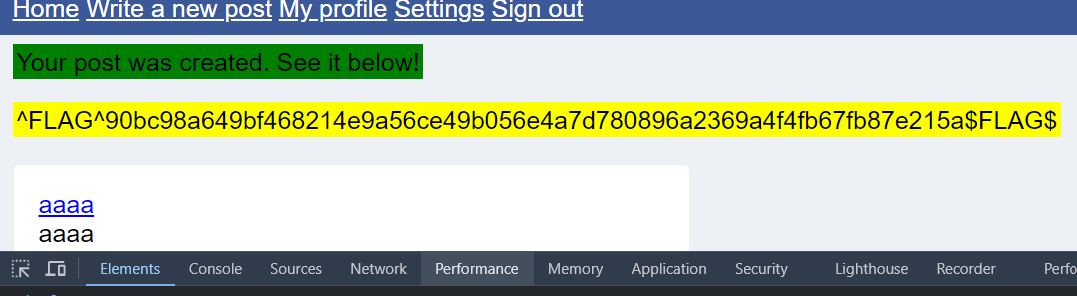 Home Write a new post My profile Settings Sign out
Your post was created. See it below!
^FLAG^90bc98a649bf468214e9a56ce49b056e4a7d780896a2369a4f4fb67fb87e215a$FLAG$
aaaa
aaaa
Elements Console Sources Network Performance Memory Application Security Lighthouse Recorder Perfo